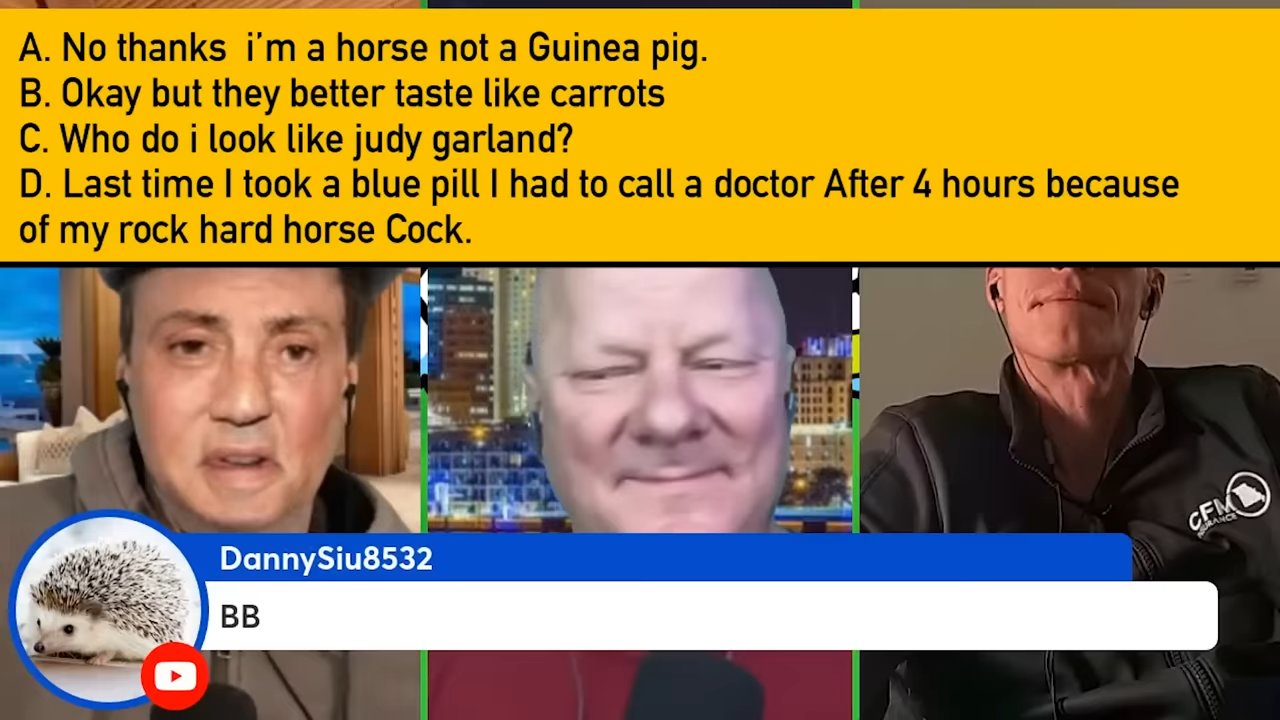 A. No thanks  i'm a horse not a Guinea pig.
B. Okay but they better taste like carrots
C. Who do i look like judy garland?
D. Last time I took a blue pill I had to call a doctor After 4 hours because
of my rock hard horse Cock.
CFM
INSURANCE
DannySiu8532
BB